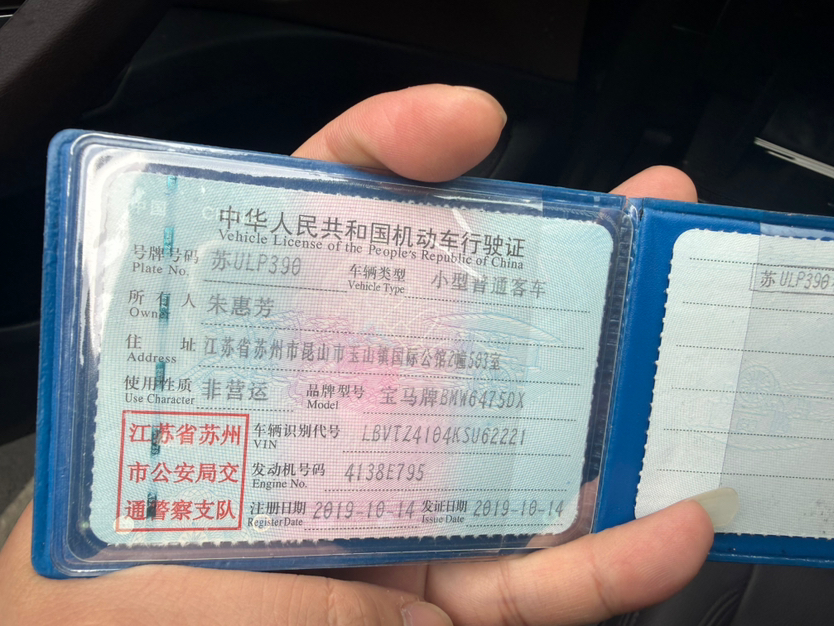 中国 C
中华人民共和国机动车行驶证
Vehicle License of the People's Republic of China
号牌号码 苏ULP390 车辆类型 小型普通客车
Plate No. Vehicle Type
所有人 朱惠芳
Owner
住址 江苏省苏州市昆山市玉山镇国际公馆2幢503室
Address
使用性质 非营运 品牌型号 宝马牌BMW6475DX
Use Character Model
江苏省苏州 车辆识别代号 LBVTZ4104KSU62221
VIN
市公安局交 发动机号码 4138E795
Engine No.
通警察支队 注册日期 2019-10-14 发证日期 2019-10-14
Register Date Issue Date
苏ULP390